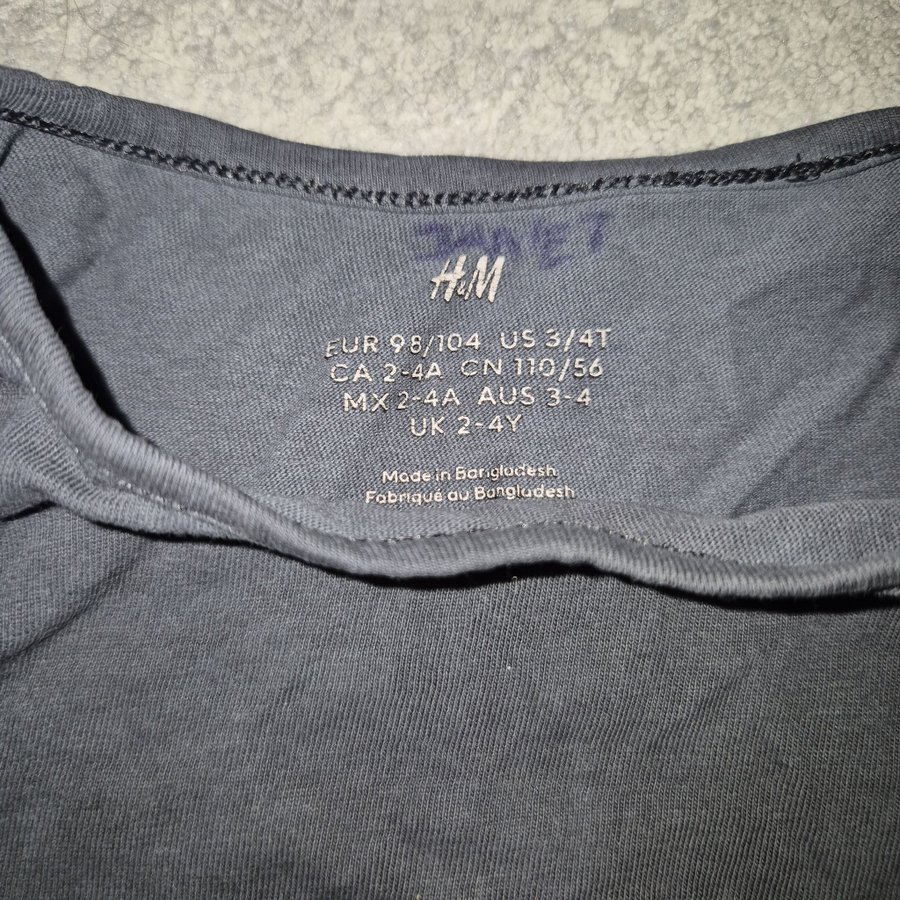 H&M
EUR 98/104 US 3/4T
CA 2-4A CN 110/56
MX 2-4A AUS 3-4
UK 2-4Y
Made in Bangladesh
Fabriqué au Bangladesh